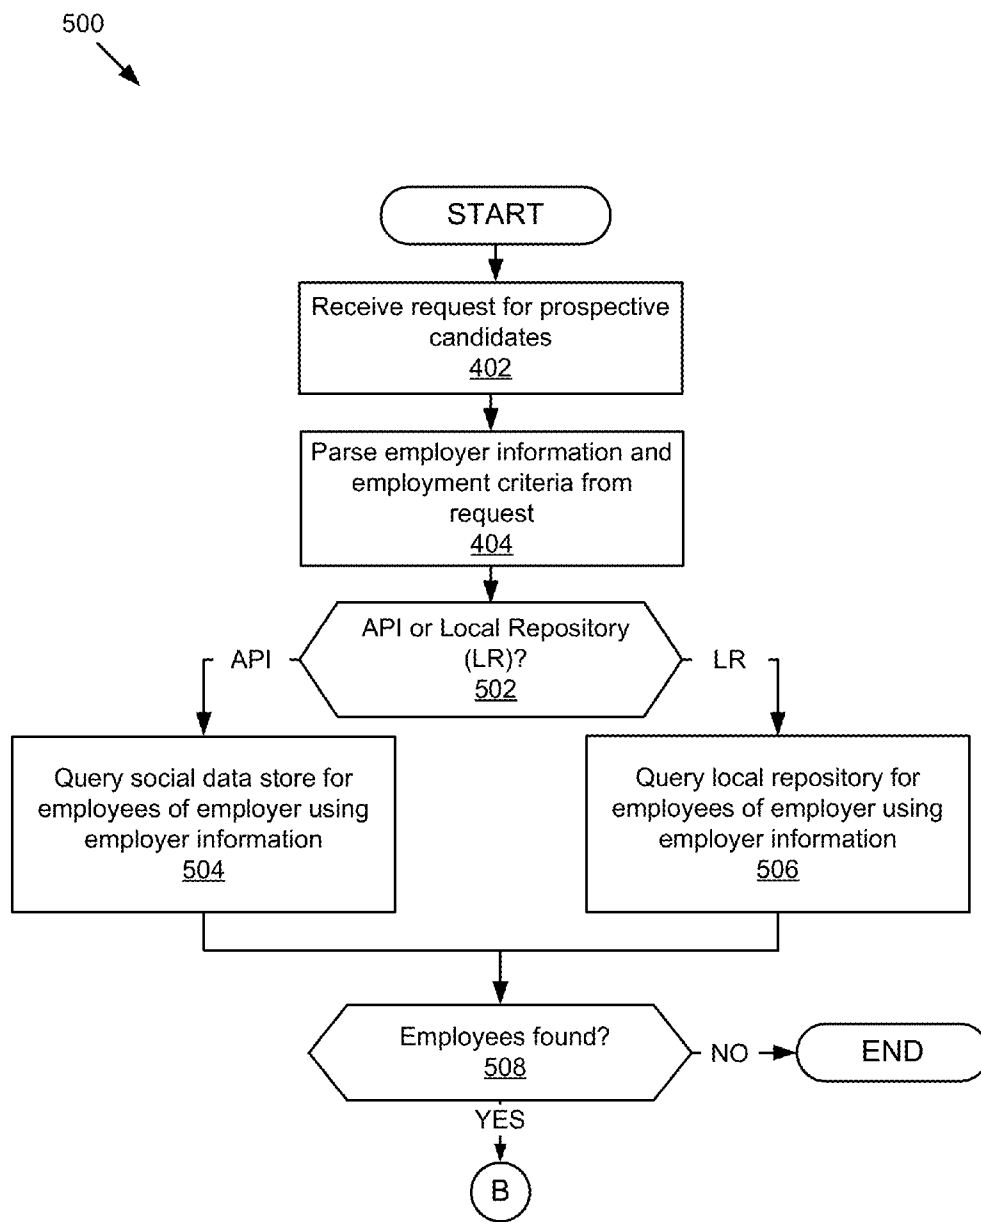 500
START
Receive request for prospective
candidates
402
Parse employer information and
employment criteria from
request
404
API or Local Repository
(LR)?
502
API
LR
Query social data store for
employees of employer using
employer information
504
Query local repository for
employees of employer using
employer information
506
Employees found?
508
NO
END
YES
B